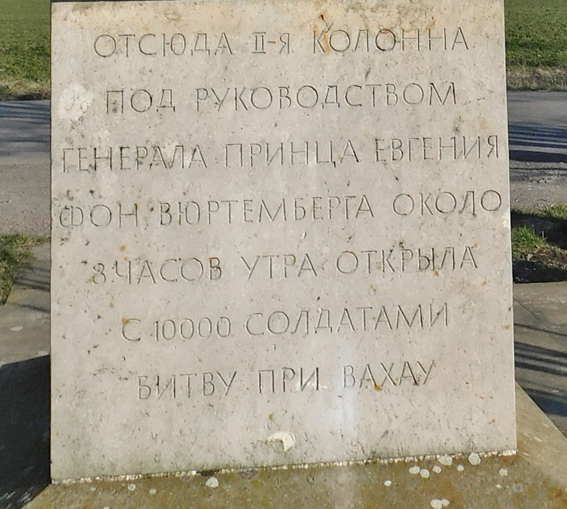 ОТСЮДА II-Я КОЛОННА
ПОД РУКОВОДСТВОМ
ГЕНЕРАЛА ПРИНЦА ЕВГЕНИЯ
ФОН ВЮРТЕМБЕРГА ОКОЛО
8 ЧАСОВ УТРА ОТКРЫЛА
С 10000 СОЛДАТАМИ
БИТВУ ПРИ ВАХАУ